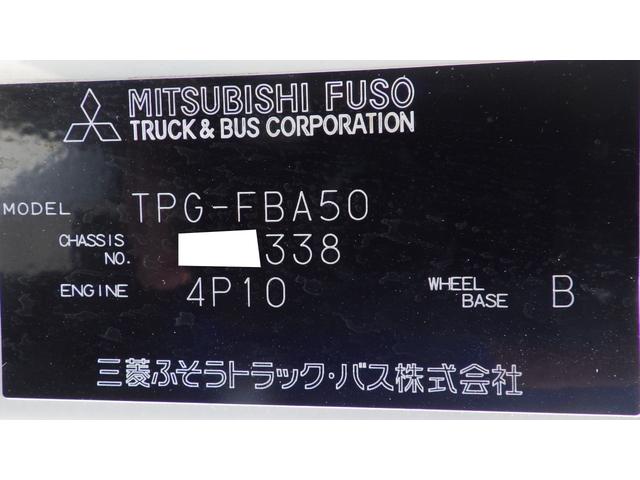 MITSUBISHI FUSO
TRUCK & BUS CORPORATION
MODEL TPG-FBA50
CHASSIS NO. 338
ENGINE 4P10 WHEEL BASE B
三菱ふそうトラック・バス株式会社